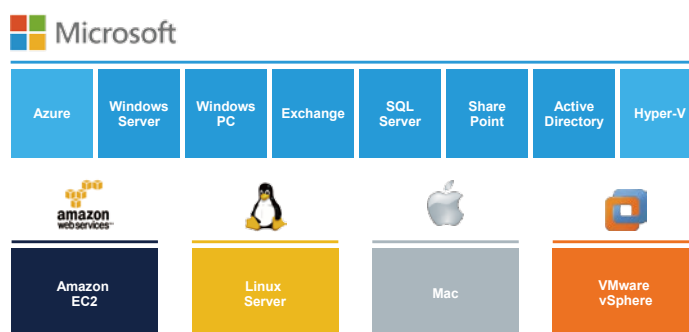 Microsoft
Azure
Windows
Server
Windows
PC
Exchange
SQL
Server
Share
Point
Active
Directory
Hyper-V
amazon
webservices™
Amazon
EC2
Linux
Server
Mac
VMware
vSphere